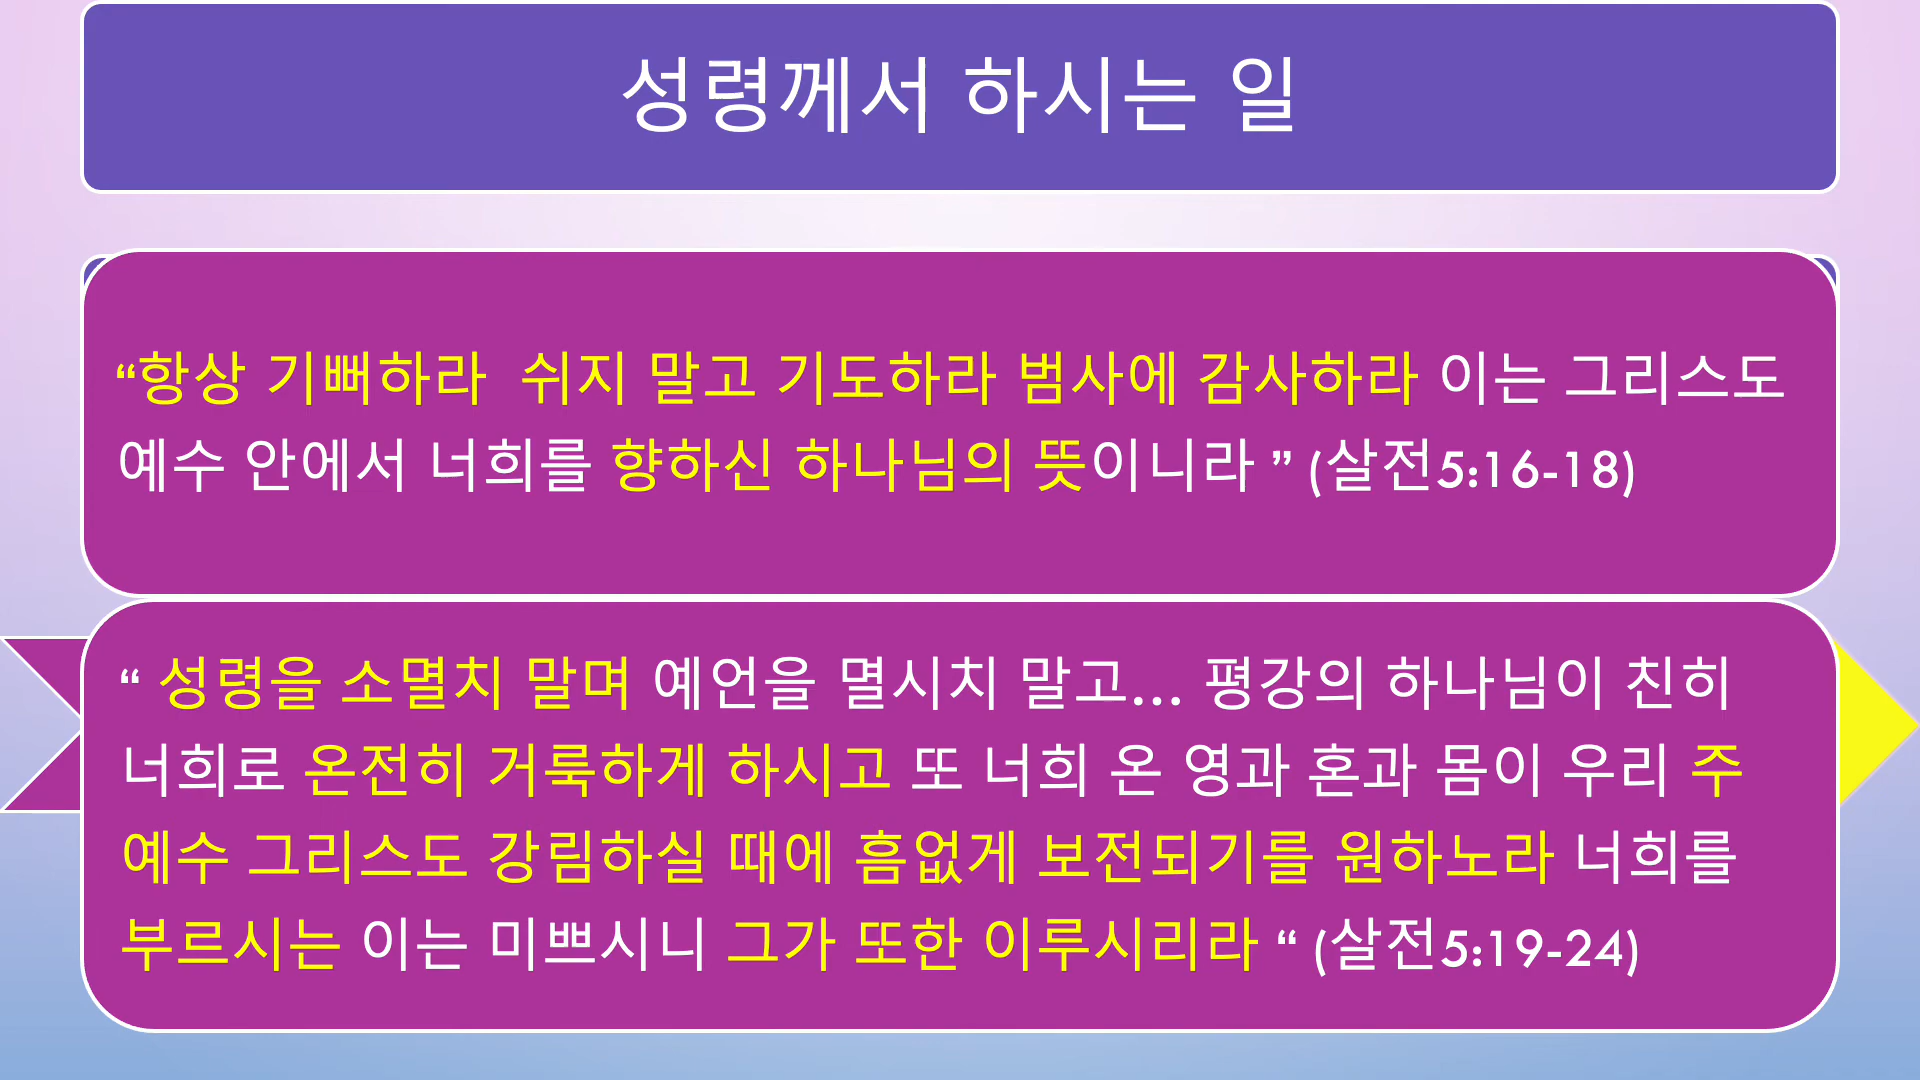 성령께서 하시는 일
“항상 기뻐하라  쉬지 말고 기도하라 범사에 감사하라 이는 그리스도
예수 안에서 너희를 향하신 하나님의 뜻이니라 ” (살전5:16-18)
“ 성령을 소멸치 말며 예언을 멸시치 말고... 평강의 하나님이 친히
너희로 온전히 거룩하게 하시고 또 너희 온 영과 혼과 몸이 우리 주
예수 그리스도 강림하실 때에 흠없게 보전되기를 원하노라 너희를
부르시는 이는 미쁘시니 그가 또한 이루시리라 “ (살전5:19-24)